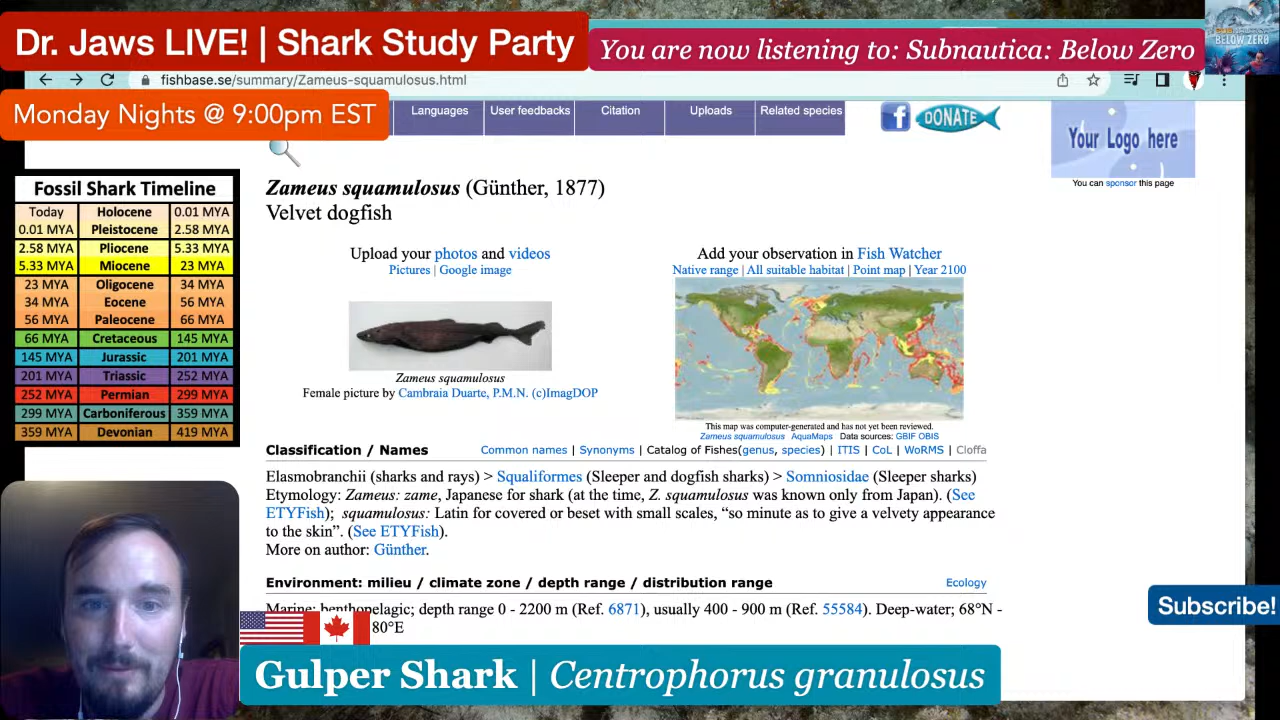 Dr. Jaws LIVE! | Shark Study Party
You are now listening to: Subnautica: Below Zero
BELOW ZERO
fishbase.se/summary/Zameus-squamulosus.html
Monday Nights @ 9:00pm EST
Languages
User feedbacks
Citation
Uploads
Related species
f
DONATE
Your Logo here
You can sponsor this page
Fossil Shark Timeline
Today Holocene 0.01 MYA
0.01 MYA Pleistocene 2.58 MYA
2.58 MYA Pliocene 5.33 MYA
5.33 MYA Miocene 23 MYA
23 MYA Oligocene 34 MYA
34 MYA Eocene 56 MYA
56 MYA Paleocene 66 MYA
66 MYA Cretaceous 145 MYA
145 MYA Jurassic 201 MYA
201 MYA Triassic 252 MYA
252 MYA Permian 299 MYA
299 MYA Carboniferous 359 MYA
359 MYA Devonian 419 MYA
Zameus squamulosus (Günther, 1877)
Velvet dogfish
Upload your photos and videos
Pictures | Google image
Zameus squamulosus
Female picture by Cambraia Duarte, P.M.N. (c)ImagDOP
Add your observation in Fish Watcher
Native range | All suitable habitat | Point map | Year 2100
This map was computer-generated and has not yet been reviewed.
Zameus squamulosus AquaMaps Data sources: GBIF OBIS
Classification / Names Common names | Synonyms | Catalog of Fishes(genus, species) | ITIS | CoL | WoRMS | Cloffa
Elasmobranchii (sharks and rays) > Squaliformes (Sleeper and dogfish sharks) > Somniosidae (Sleeper sharks)
Etymology: Zameus: zame, Japanese for shark (at the time, Z. squamulosus was known only from Japan). (See
ETYFish); squamulosus: Latin for covered or beset with small scales, “so minute as to give a velvety appearance
to the skin”. (See ETYFish).
More on author: Günther.
Environment: milieu / climate zone / depth range / distribution range Ecology
Marine; benthopelagic; depth range 0 - 2200 m (Ref. 6871), usually 400 - 900 m (Ref. 55584). Deep-water; 68°N -
80°E
Subscribe!
Gulper Shark | Centrophorus granulosus